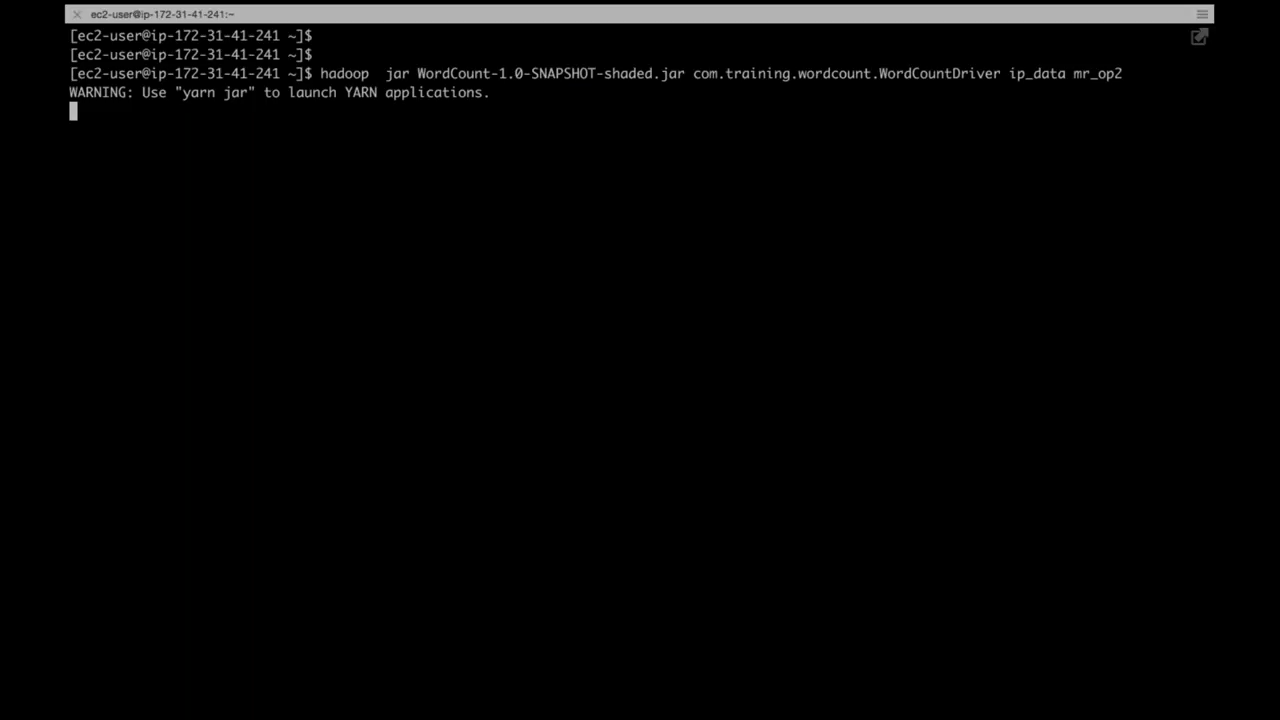 ec2-user@ip-172-31-41-241:~
[ec2-user@ip-172-31-41-241 ~]$
[ec2-user@ip-172-31-41-241 ~]$
[ec2-user@ip-172-31-41-241 ~]$ hadoop  jar WordCount-1.0-SNAPSHOT-shaded.jar com.training.wordcount.WordCountDriver ip_data mr_op2
WARNING: Use "yarn jar" to launch YARN applications.